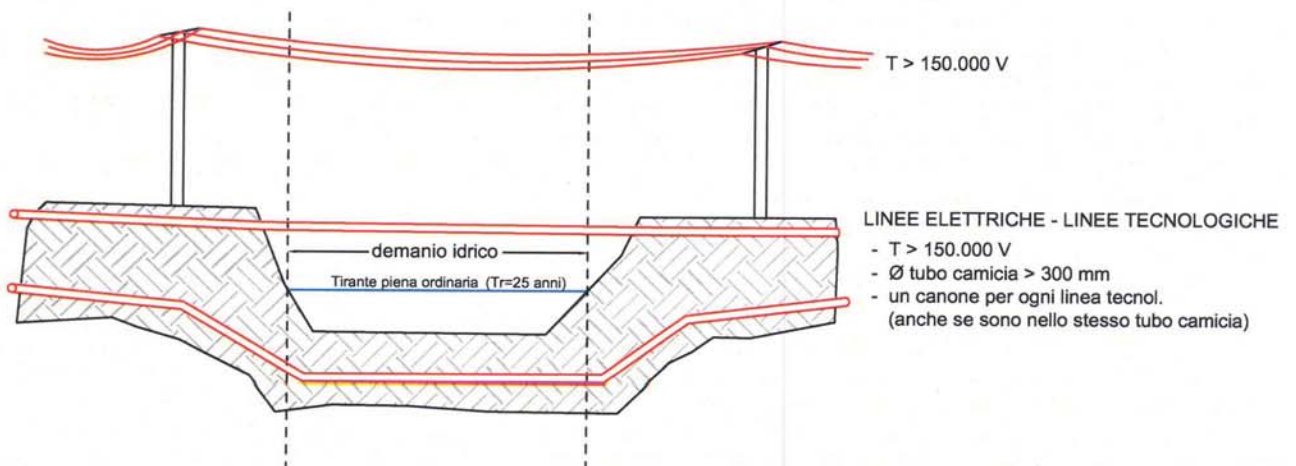 T > 150.000 V
LINEE ELETTRICHE - LINEE TECNOLOGICHE
- T > 150.000 V
- Ø tubo camicia > 300 mm
- un canone per ogni linea tecnol.
(anche se sono nello stesso tubo camicia)
demanio idrico
Tirante piena ordinaria (Tr=25 anni)